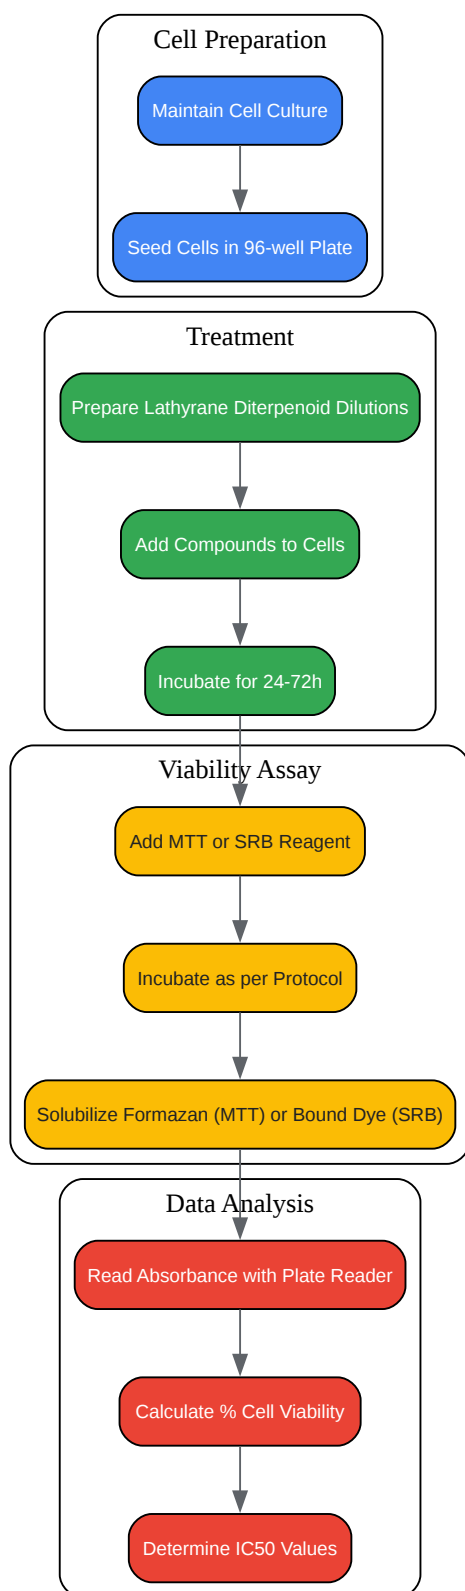 Cell Preparation
Maintain Cell Culture
Seed Cells in 96-well Plate
Treatment
Prepare Lathyrane Diterpenoid Dilutions
Add Compounds to Cells
Incubate for 24-72h
Viability Assay
Add MTT or SRB Reagent
Incubate as per Protocol
Solubilize Formazan (MTT) or Bound Dye (SRB)
Data Analysis
Read Absorbance with Plate Reader
Calculate % Cell Viability
Determine IC50 Values